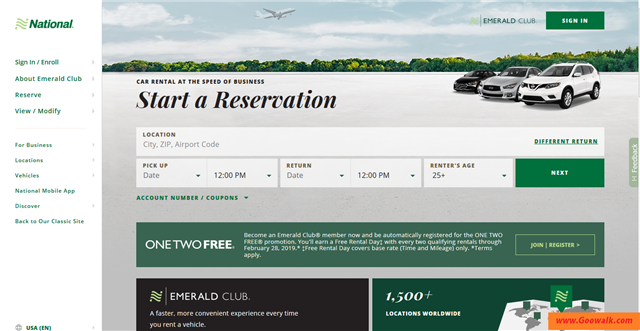 National.
Sign In / Enroll
About Emerald Club
Reserve
View / Modify
For Business
Locations
Vehicles
National Mobile App
Discover
Back to Our Classic Site
USA (EN)
EMERALD CLUB
SIGN IN
CAR RENTAL AT THE SPEED OF BUSINESS
Start a Reservation
LOCATION
City, ZIP, Airport Code
DIFFERENT RETURN
PICK UP
Date
12:00 PM
RETURN
Date
12:00 PM
RENTER'S AGE
25+
NEXT
ACCOUNT NUMBER / COUPONS
Feedback
ONE TWO FREE®
Become an Emerald Club® member now and be automatically registered for the ONE TWO
FREE® promotion. You'll earn a Free Rental Day‡ with every two qualifying rentals through
February 28, 2019.* ‡Free Rental Day covers base rate (Time and Mileage) only. *Terms
apply.
JOIN | REGISTER >
EMERALD CLUB.
A faster, more convenient experience every time
you rent a vehicle.
1,500+
LOCATIONS WORLDWIDE
www.Goowalk.com